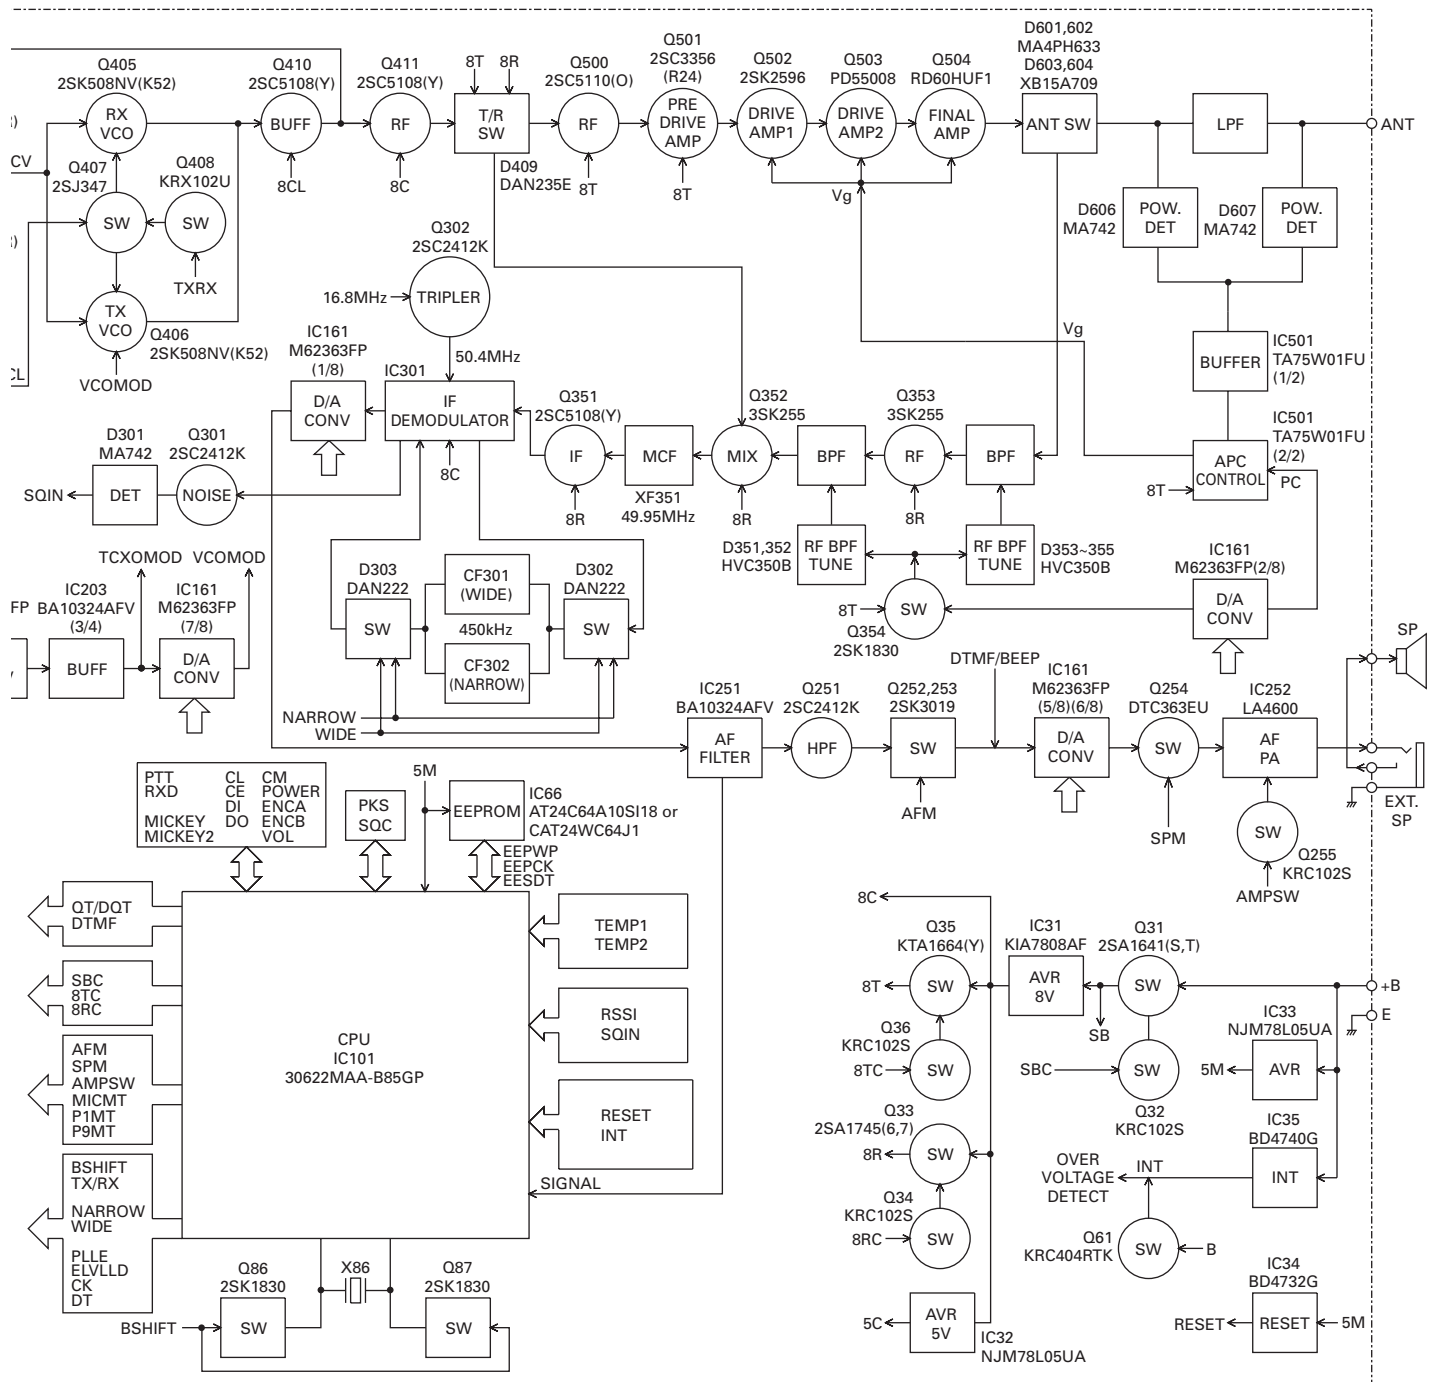 D601,602
MA4PH633
D603,604
XB15A709
Q405
2SK508NV(K52)
Q410
2SC5108(Y)
Q411
2SC5108(Y)
8T
8R
Q500
2SC5110(O)
Q501
2SC3356
(R24)
Q502
2SK2596
Q503
PD55008
Q504
RD60HUF1
RX
VCO
BUFF
RF
T/R
SW
RF
PRE
DRIVE
AMP
DRIVE
AMP1
DRIVE
AMP2
FINAL
AMP
ANT SW
LPF
ANT
CV
Q407
2SJ347
Q408
KRX102U
8CL
8C
D409
DAN235E
8T
8T
Vg
SW
SW
D606
MA742
POW.
DET
D607
MA742
POW.
DET
TXRX
Q302
2SC2412K
16.8MHz
TRIPLER
TX
VCO
Q406
2SK508NV(K52)
VCOMOD
CL
IC161
M62363FP
(1/8)
50.4MHz
IC301
Vg
BUFFER
IC501
TA75W01FU
(1/2)
D/A
CONV
IF
DEMODULATOR
Q351
2SC5108(Y)
Q352
3SK255
Q353
3SK255
IC501
TA75W01FU
(2/2)
D301
MA742
Q301
2SC2412K
8C
IF
MCF
MIX
BPF
RF
BPF
APC
CONTROL
PC
8T
SQIN
DET
NOISE
8R
XF351
49.95MHz
8R
8R
TCXOMOD
VCOMOD
D351,352
HVC350B
RF BPF
TUNE
RF BPF
TUNE
D353~355
HVC350B
IC161
M62363FP(2/8)
FP
IC203
BA10324AFV
(3/4)
IC161
M62363FP
(7/8)
D303
DAN222
CF301
(WIDE)
D302
DAN222
8T
SW
D/A
CONV
Q354
2SK1830
SW
450kHz
SW
SP
BUFF
D/A
CONV
CF302
(NARROW)
DTMF/BEEP
NARROW
WIDE
IC251
BA10324AFV
Q251
2SC2412K
Q252,253
2SK3019
IC161
M62363FP
(5/8)(6/8)
Q254
DTC363EU
IC252
LA4600
AF
FILTER
HPF
SW
D/A
CONV
SW
AF
PA
EXT.
SP
AFM
SPM
SW
Q255
KRC102S
AMPSW
PTT
RXD
MICKEY
MICKEY2
CL
CE
DI
DO
CM
POWER
ENCA
ENCB
VOL
PKS
SQC
5M
EEPROM
IC66
AT24C64A10SI18 or
CAT24WC64J1
EEPWP
EEPCK
EESDT
QT/DQT
DTMF
TEMP1
TEMP2
8C
Q35
KTA1664(Y)
IC31
KIA7808AF
Q31
2SA1641(S,T)
SBC
8TC
8RC
RSSI
SQIN
8T
SW
AVR
8V
SW
+B
E
SB
IC33
NJM78L05UA
CPU
IC101
30622MAA-B85GP
Q36
KRC102S
8TC
SW
SBC
SW
Q32
KRC102S
5M
AVR
AFM
SPM
AMPSW
MICMT
P1MT
P9MT
RESET
INT
Q33
2SA1745(6,7)
8R
SW
IC35
BD4740G
OVER
VOLTAGE
DETECT
INT
INT
SIGNAL
BSHIFT
TX/RX
NARROW
WIDE
PLLE
ELVLLD
CK
DT
Q34
KRC102S
8RC
SW
Q61
KRC404RTK
SW
B
Q86
2SK1830
X86
Q87
2SK1830
IC34
BD4732G
BSHIFT
SW
SW
5C
AVR
5V
IC32
NJM78L05UA
RESET
RESET
5M